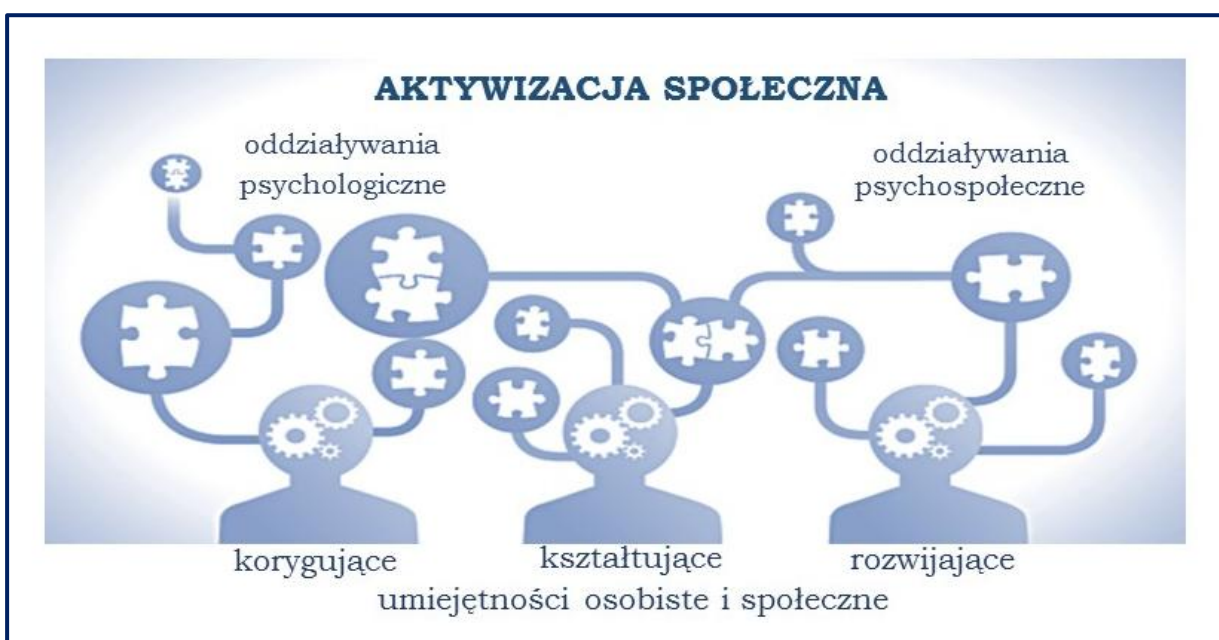 AKTYWIZACJA SPOŁECZNA
oddziaływania
psychologiczne
oddziaływania
psychospołeczne
korygujące
kształtujące
rozwijające
umiejętności osobiste i społeczne